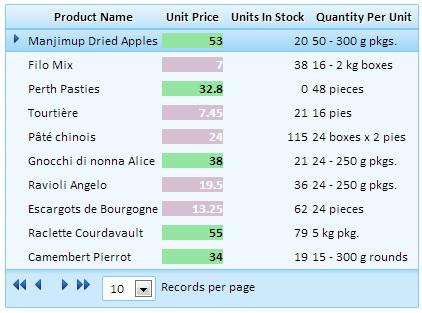 Product Name Unit Price Units In Stock Quantity Per Unit
Manjimup Dried Apples 53 20 50 - 300 g pkgs.
Filo Mix 7 38 16 - 2 kg boxes
Perth Pasties 32.8 0 48 pieces
Tourtière 7.45 21 16 pies
Pâté chinois 24 115 24 boxes x 2 pies
Gnocchi di nonna Alice 38 21 24 - 250 g pkgs.
Ravioli Angelo 19.5 36 24 - 250 g pkgs.
Escargots de Bourgogne 13.25 62 24 pieces
Raclette Courdavault 55 79 5 kg pkg.
Camembert Pierrot 34 19 15 - 300 g rounds
10 Records per page